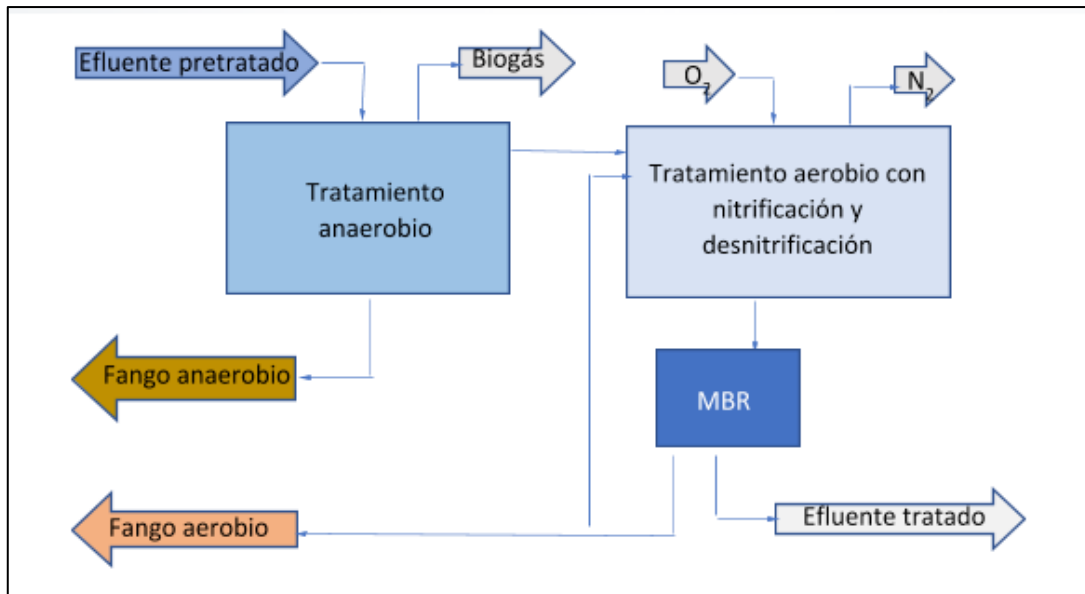 Efluente pretratado
Biogás
O₂
N₂
Tratamiento
anaerobio
Tratamiento aerobio con
nitrificación y
desnitrificación
Fango anaerobio
MBR
Fango aerobio
Efluente tratado